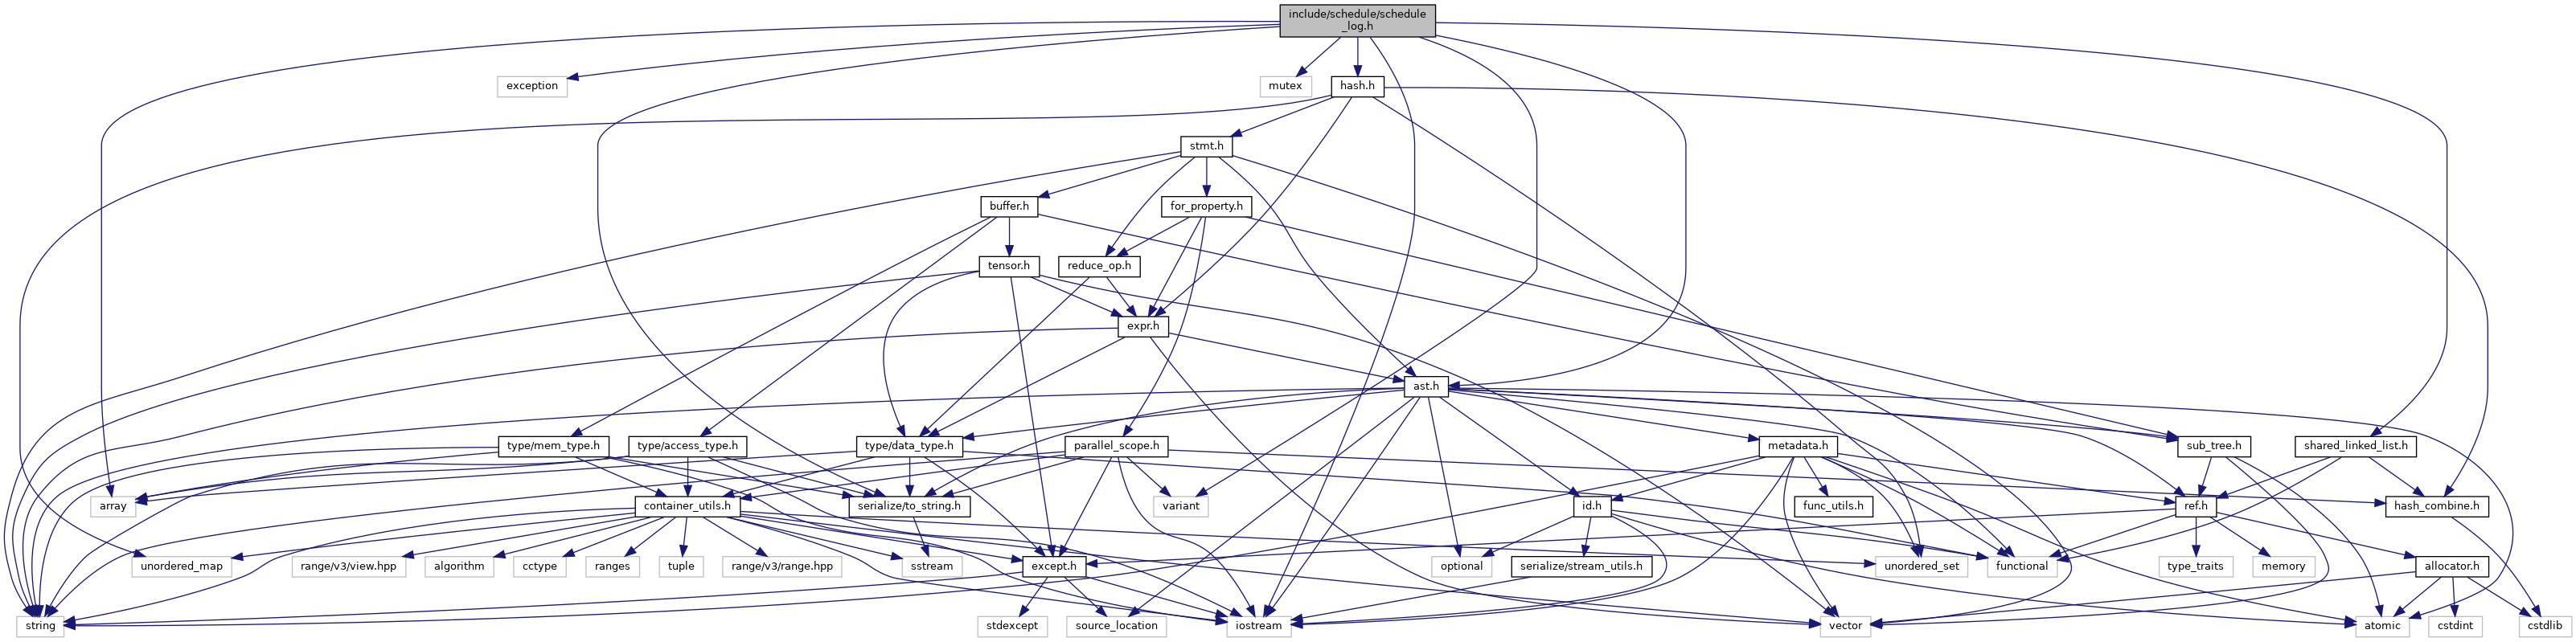 include/schedule/schedule
_log.h
exception
mutex
hash.h
stmt.h
buffer.h
for_property.h
tensor.h
reduce_op.h
expr.h
ast.h
type/mem_type.h
type/access_type.h
type/data_type.h
parallel_scope.h
metadata.h
sub_tree.h
shared_linked_list.h
array
container_utils.h
serialize/to_string.h
variant
id.h
func_utils.h
ref.h
hash_combine.h
unordered_map
range/v3/view.hpp
algorithm
cctype
ranges
tuple
range/v3/range.hpp
sstream
except.h
optional
serialize/stream_utils.h
unordered_set
functional
type_traits
memory
allocator.h
string
stdexcept
source_location
iostream
vector
atomic
cstdint
cstdlib